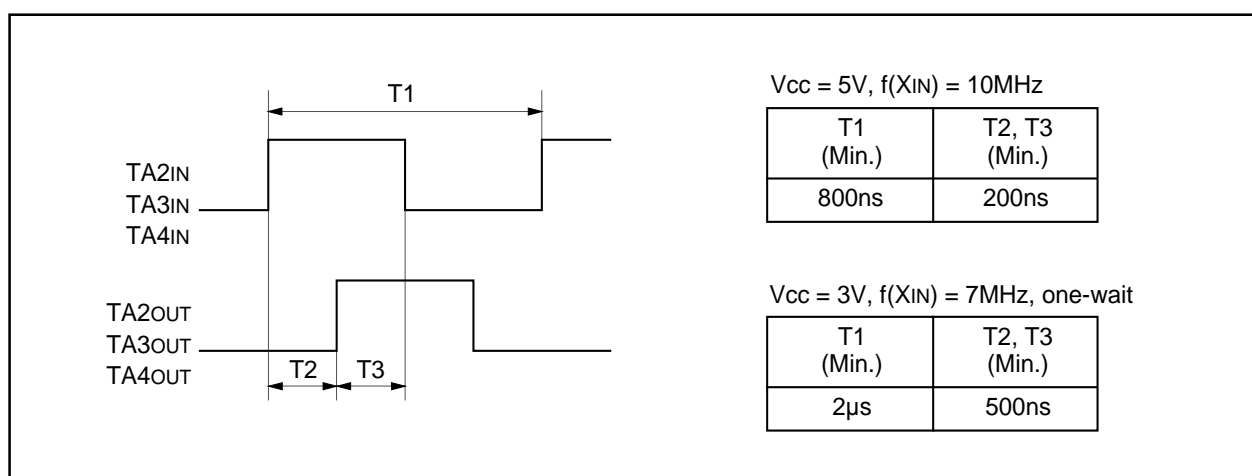 T1
TA2IN
TA3IN
TA4IN
TA2OUT
TA3OUT
TA4OUT
T2 T3
Vcc = 5V, f(XIN) = 10MHz
T1 T2, T3
(Min.) (Min.)
800ns 200ns
Vcc = 3V, f(XIN) = 7MHz, one-wait
T1 T2, T3
(Min.) (Min.)
2µs 500ns